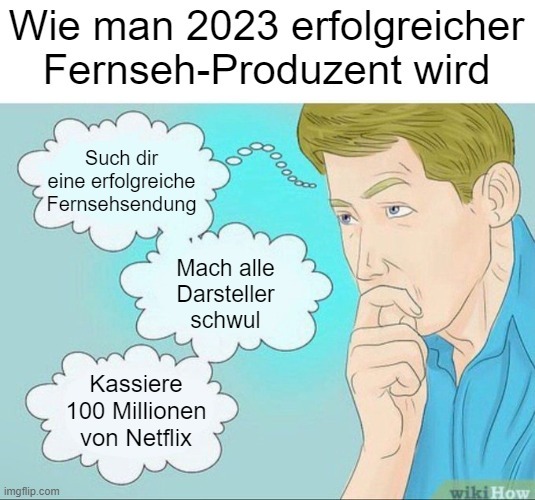 Wie man 2023 erfolgreicher
Fernseh-Produzent wird
Such dir
eine erfolgreiche
Fernsehsendung
Mach alle
Darsteller
schwul
Kassiere
100 Millionen
von Netflix
imgflip.com
wikiHow